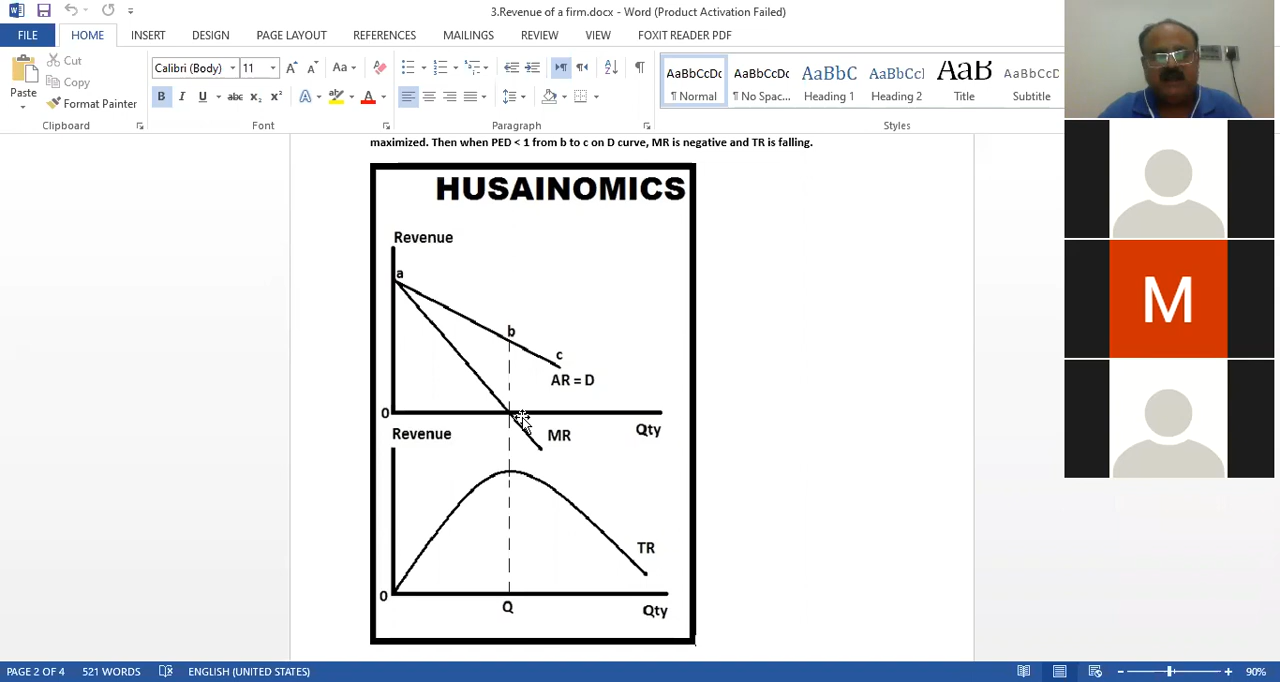 3.Revenue of a firm.docx - Word (Product Activation Failed)
FILE HOME INSERT DESIGN PAGE LAYOUT REFERENCES MAILINGS REVIEW VIEW FOXIT READER PDF
Paste
Cut
Copy
Format Painter
Calibri (Body) 11
Aa
B I U abc X₂ X² A A
AaBbCcDc AaBbCcDc AaBbC AaBbCcl AaB AaBbCcD
¶ Normal ¶ No Spac... Heading 1 Heading 2 Title Subtitle
Clipboard Font Paragraph Styles
maximized. Then when PED < 1 from b to c on D curve, MR is negative and TR is falling.
HUSAINOMICS
Revenue
a
b
c
AR = D
0
Revenue
MR
Qty
TR
0
Q
Qty
M
PAGE 2 OF 4 521 WORDS ENGLISH (UNITED STATES) 90%